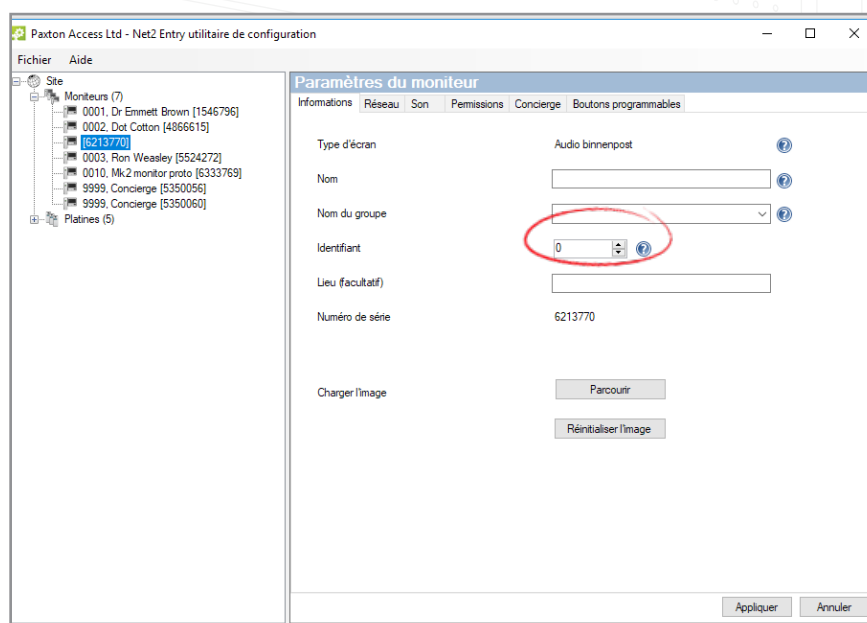 Paxton Access Ltd - Net2 Entry utilitaire de configuration
Fichier Aide
Site
Moniteurs (7)
0001, Dr Emmett Brown [1546796]
0002, Dot Cotton [4866615]
[6213770]
0003, Ron Weasley [5524272]
0010, Mk2 monitor proto [6333769]
9999, Concierge [5350056]
9999, Concierge [5350060]
Platines (5)
Paramètres du moniteur
Informations Réseau Son Permissions Concierge Boutons programmables
Type d'écran Audio binnenpost
Nom
Nom du groupe
Identifiant 0
Lieu (facultatif)
Numéro de série 6213770
Charger l'image Parcourir
Réinitialiser l'image
Appliquer Annuler